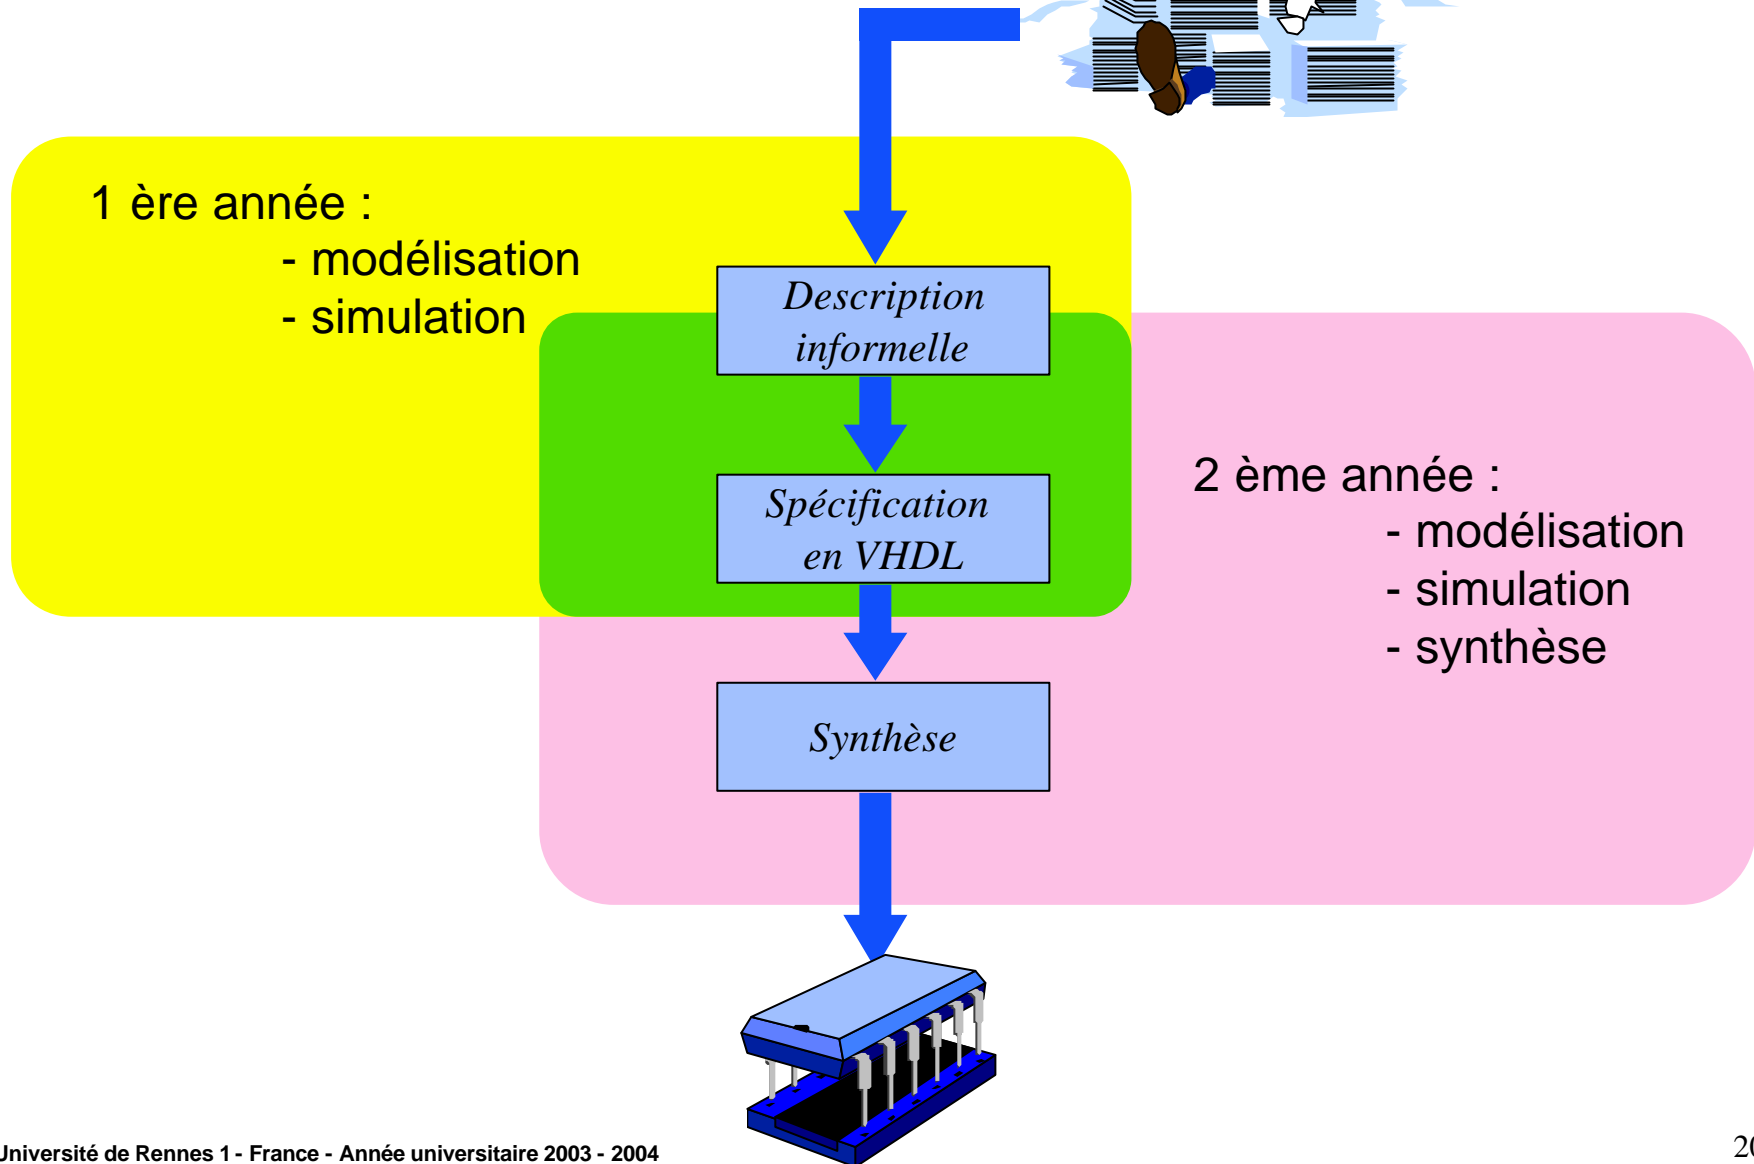 1 ère année :
- modélisation
- simulation
Description
informelle
Spécification
en VHDL
2 ème année :
- modélisation
- simulation
- synthèse
Synthèse
Université de Rennes 1 - France - Année universitaire 2003 - 2004
20